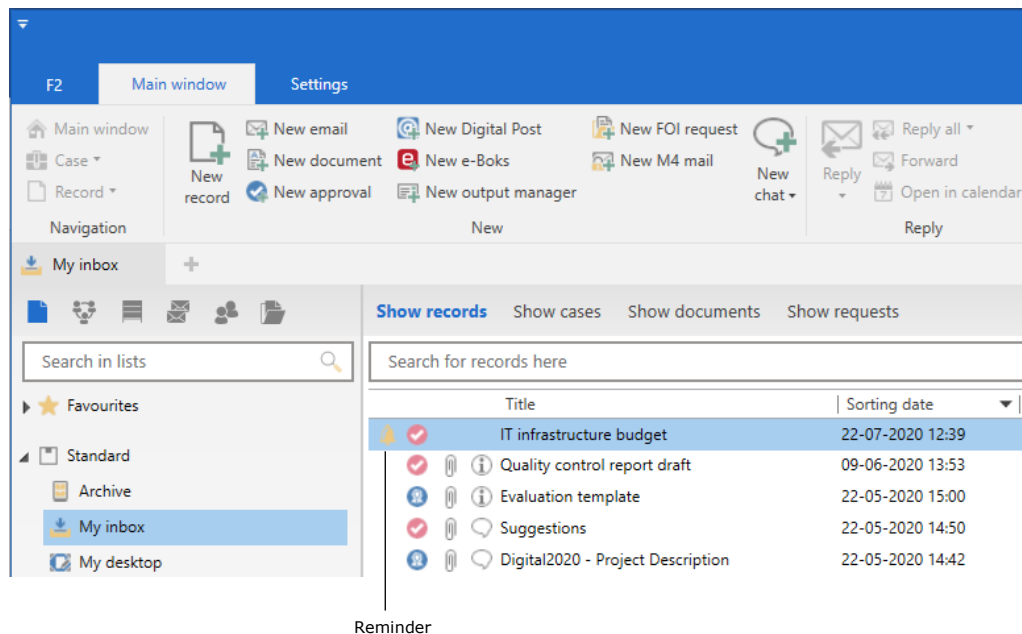 F2 Main window Settings
Main window
Case
Record
Navigation
New record
New email
New document
New approval
New Digital Post
New e-Boks
New output manager
New FOI request
New M4 mail
New chat
New
Reply
Reply all
Forward
Open in calendar
Reply
My inbox
Show records Show cases Show documents Show requests
Search in lists
Search for records here
Favourites
Standard
Archive
My inbox
My desktop
Title Sorting date
IT infrastructure budget 22-07-2020 12:39
Quality control report draft 09-06-2020 13:53
Evaluation template 22-05-2020 15:00
Suggestions 22-05-2020 14:50
Digital2020 - Project Description 22-05-2020 14:42
Reminder